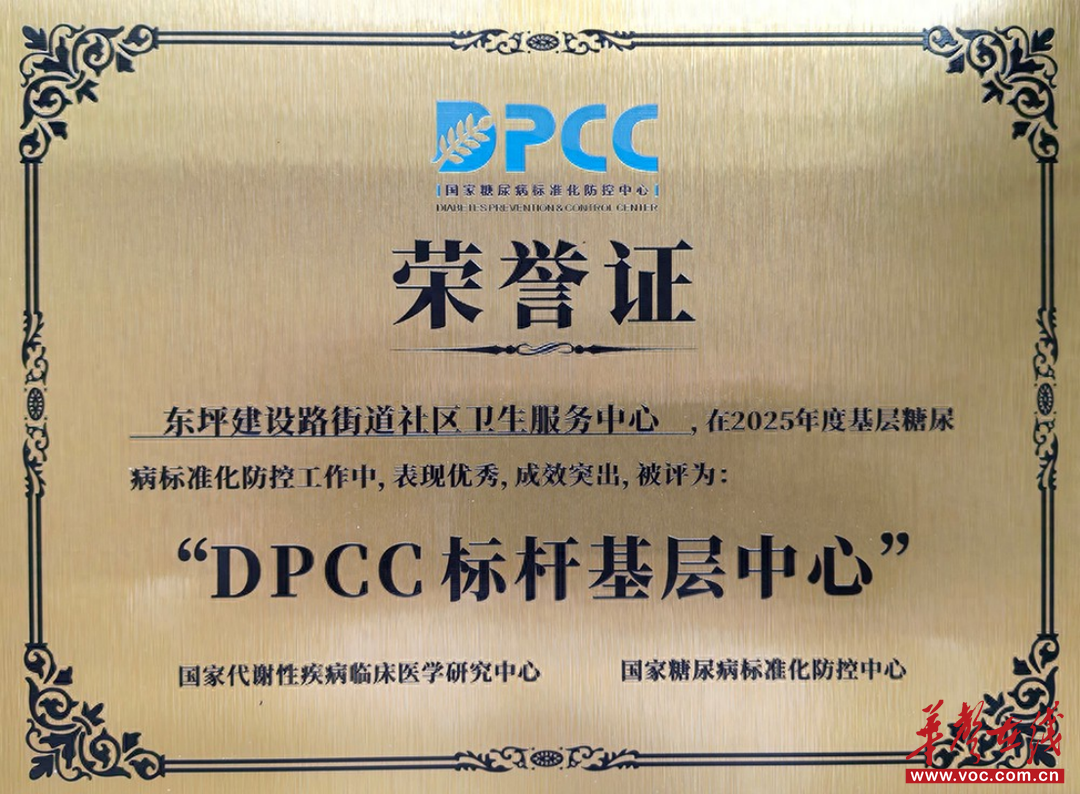 DPCC
国家糖尿病标准化防控中心
DIABETES PREVENTION & CONTROL CENTER
荣誉证
东坪建设路街道社区卫生服务中心,在2025年度基层糖尿
病标准化防控工作中,表现优秀,成效突出,被评为:
“DPCC标杆基层中心”
国家代谢性疾病临床医学研究中心 国家糖尿病标准化防控中心
华声在线
www.voc.com.cn